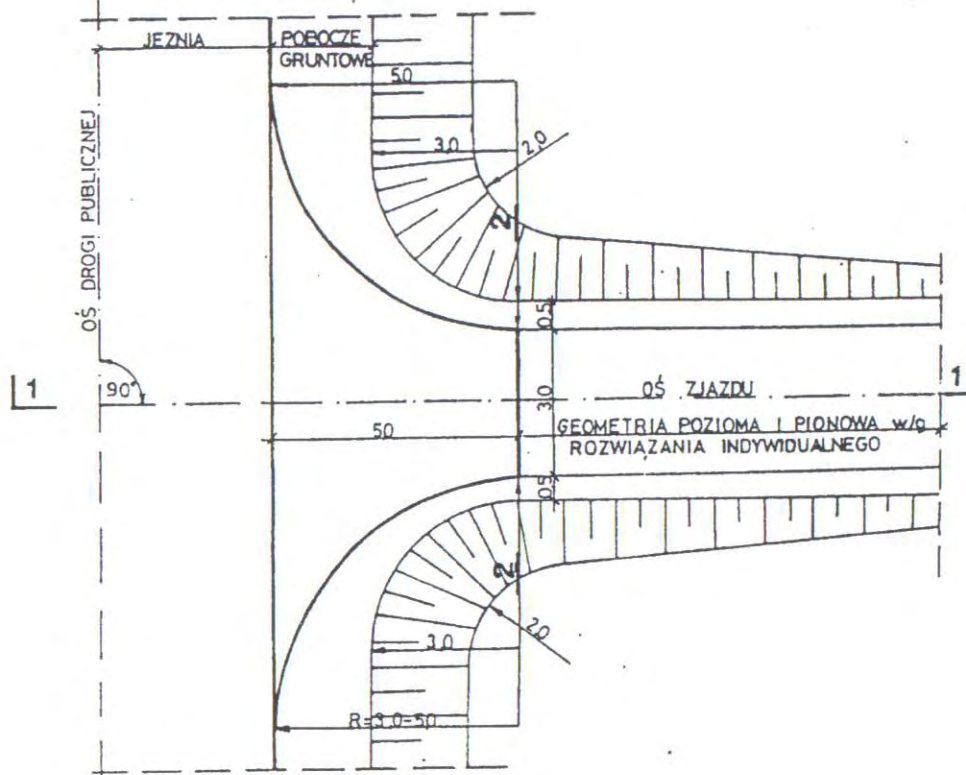 JEZNIA
POBOCZE
GRUNTOWE
5,0
OŚ DROGI PUBLICZNEJ
3,0
2,0
2
0,5
1
90°
OŚ ZJAZDU
1
3,0
5,0
GEOMETRIA POZIOMA I PIONOWA w/g
ROZWIĄZANIA INDYWIDUALNEGO
0,5
2
3,0
2,0
R=3,0-5,0